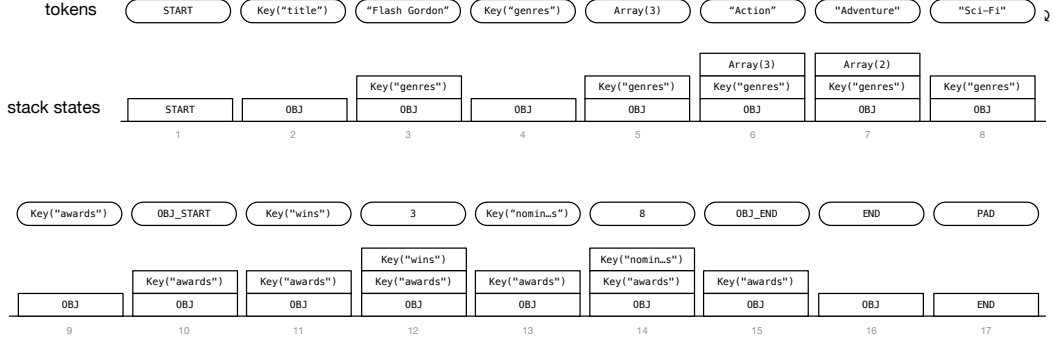 tokens START Key(“title”) “Flash Gordon” Key(“genres”) Array(3) “Action” "Adventure" "Sci-Fi"
Array(3) Array(2)
Key("genres") Key("genres") Key("genres") Key("genres") Key("genres")
stack states START OBJ OBJ OBJ OBJ OBJ OBJ OBJ
1 2 3 4 5 6 7 8
Key("awards") OBJ_START Key("wins") 3 Key(“nomin…s”) 8 OBJ_END END PAD
Key("wins") Key("nomin…s")
Key("awards") Key("awards") Key("awards") Key("awards") Key("awards") Key("awards")
OBJ OBJ OBJ OBJ OBJ OBJ OBJ OBJ END
9 10 11 12 13 14 15 16 17